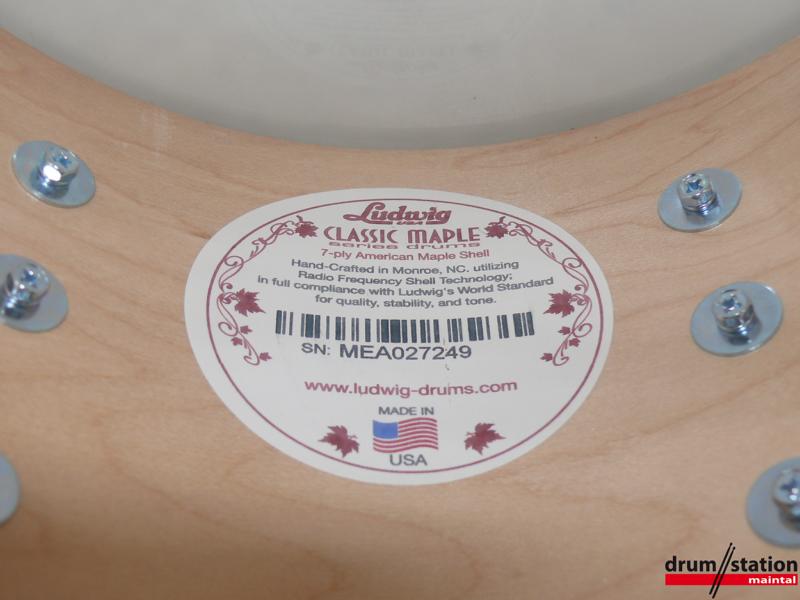 Ludwig
USA
CLASSIC MAPLE
series drums
7-ply American Maple Shell
Hand-Crafted in Monroe, NC. utilizing
Radio Frequency Shell Technology;
in full compliance with Ludwig's World Standard
for quality, stability, and tone.
SN: MEA027249
www.ludwig-drums.com
MADE IN
USA
drum//station
maintal